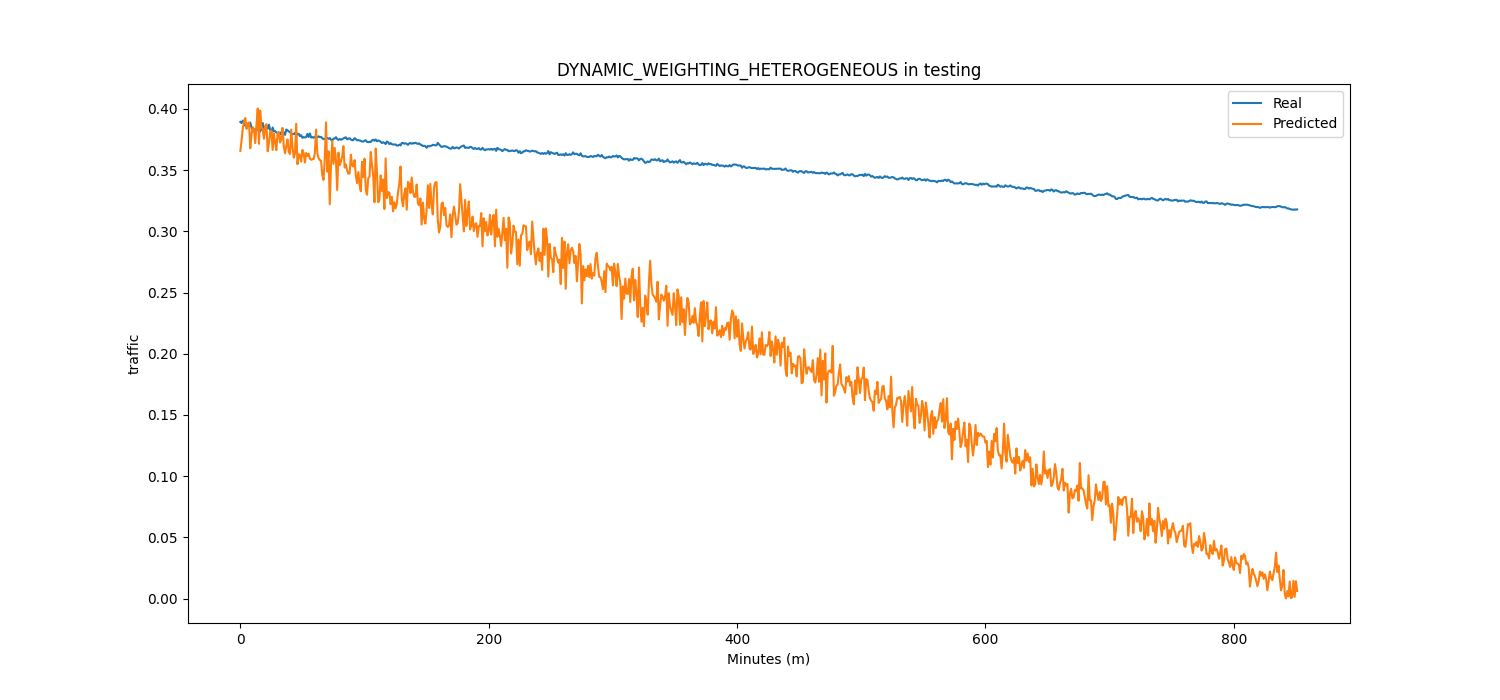 DYNAMIC_WEIGHTING_HETEROGENEOUS in testing
Real
Predicted
0.40
0.35
0.30
0.25
0.20
0.15
0.10
0.05
0.00
traffic
0 200 400 600 800
Minutes (m)